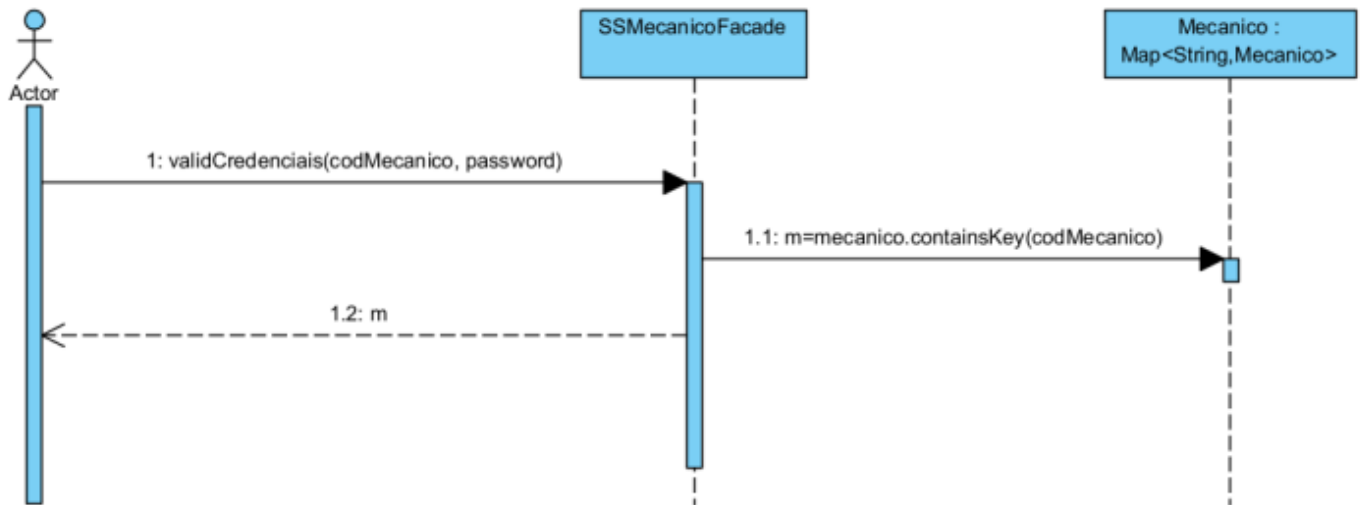 SSMecanicoFacade
Mecanico :
Map<String,Mecanico>
Actor
1: validCredenciais(codMecanico, password)
1.1: m=mecanico.containsKey(codMecanico)
1.2: m